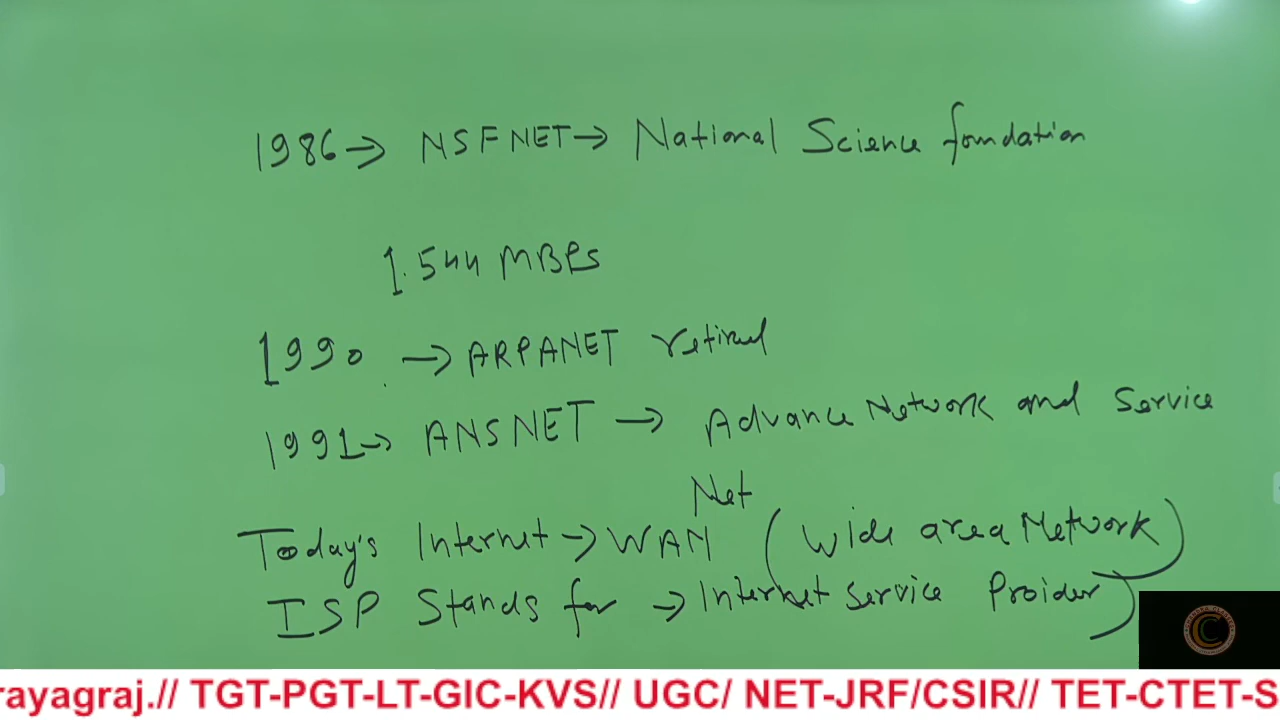 1986→ NSFNET→ National Science foundation
1.544 MBPS
1990 → ARPANET retired
1991→ ANSNET → Advance Network and Service
Net
Today's Internet → WAN (Wide area Network)
ISP Stands for → Internet Service Proider)
rayagraj.// TGT-PGT-LT-GIC-KVS// UGC/ NET-JRF/CSIR// TET-CTET-S